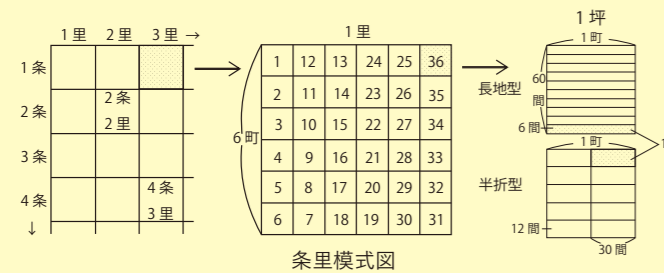 1里 2里 3里 →
1条
2条
3条
4条
↓
2条
2里
4条
3里
1里
6町
1 12 13 24 25 36
2 11 14 23 26 35
3 10 15 22 27 34
4 9 16 21 28 33
5 8 17 20 29 32
6 7 18 19 30 31
条里模式図
1坪
1町
長地型
60
間
6間
1
1町
半折型
12間
30間